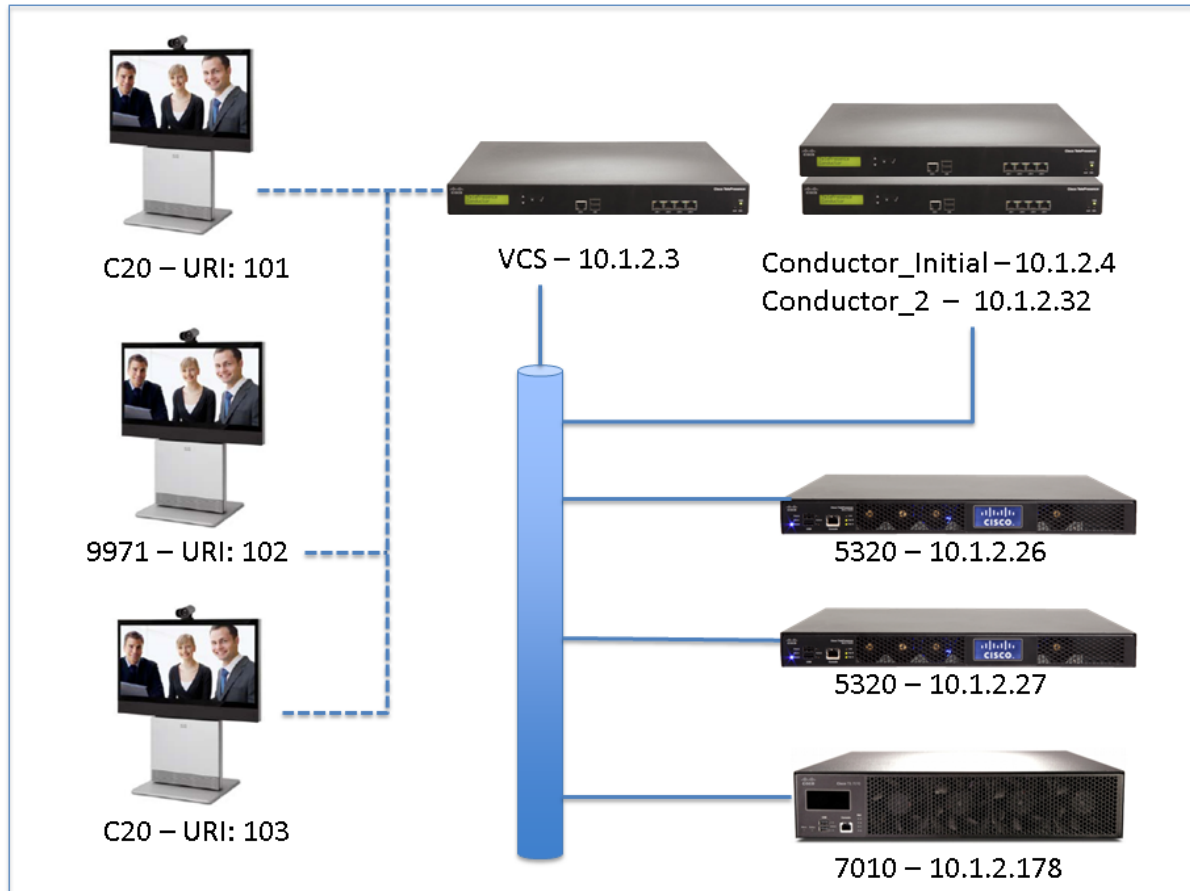 C20 – URI: 101
VCS – 10.1.2.3
Conductor_Initial – 10.1.2.4
Conductor_2 – 10.1.2.32
9971 – URI: 102
CISCO.
5320 – 10.1.2.26
CISCO.
5320 – 10.1.2.27
C20 – URI: 103
7010 – 10.1.2.178